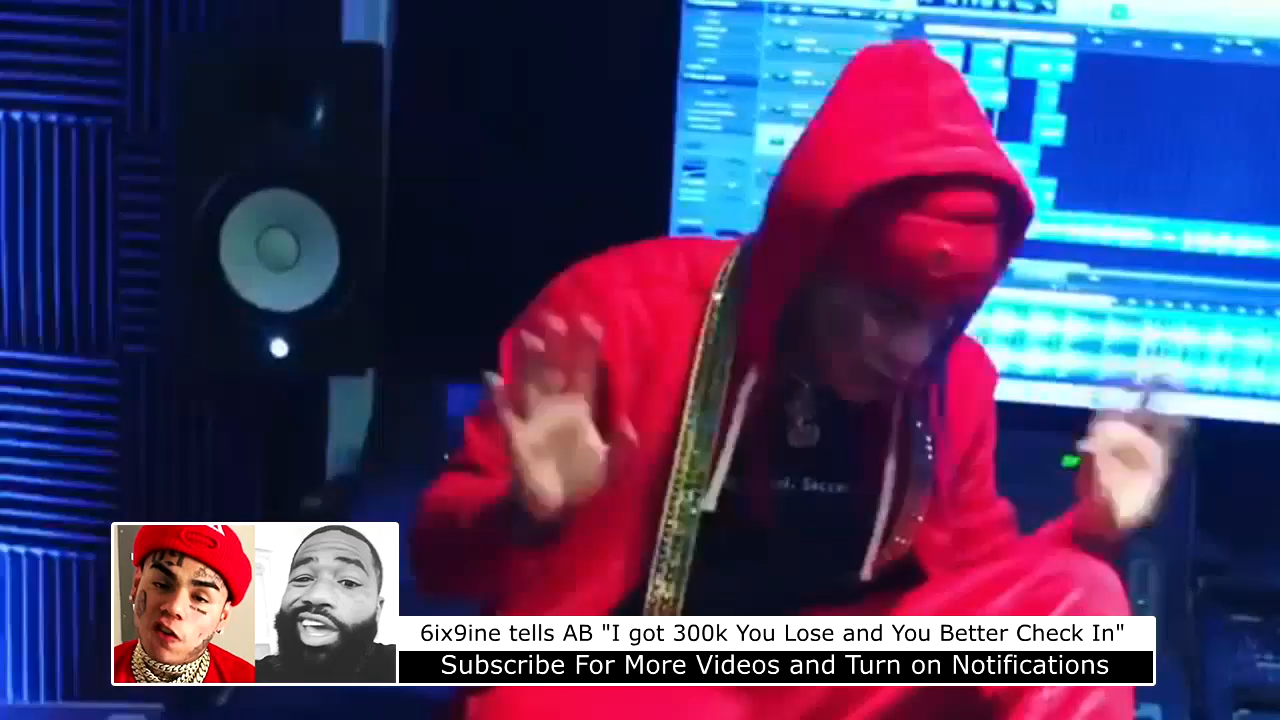 6ix9ine tells AB "I got 300k You Lose and You Better Check In"
Subscribe For More Videos and Turn on Notifications